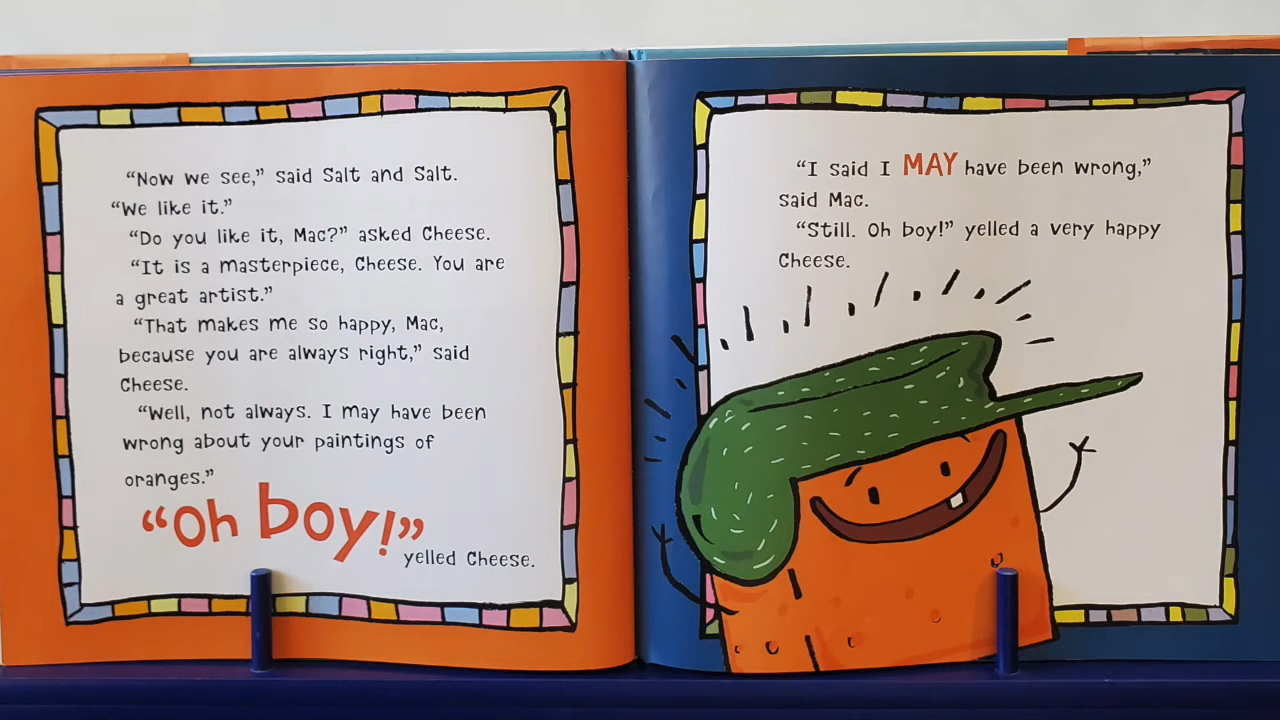 “Now we see,” said Salt and Salt.
“We like it.”
“Do you like it, Mac?” asked Cheese.
“It is a masterpiece, Cheese. You are
a great artist.”
“That makes me so happy, Mac,
because you are always right,” said
Cheese.
“Well, not always. I may have been
wrong about your paintings of
oranges.”
“Oh boy!”
yelled Cheese.
“I said I MAY have been wrong,”
said Mac.
“Still. Oh boy!” yelled a very happy
Cheese.